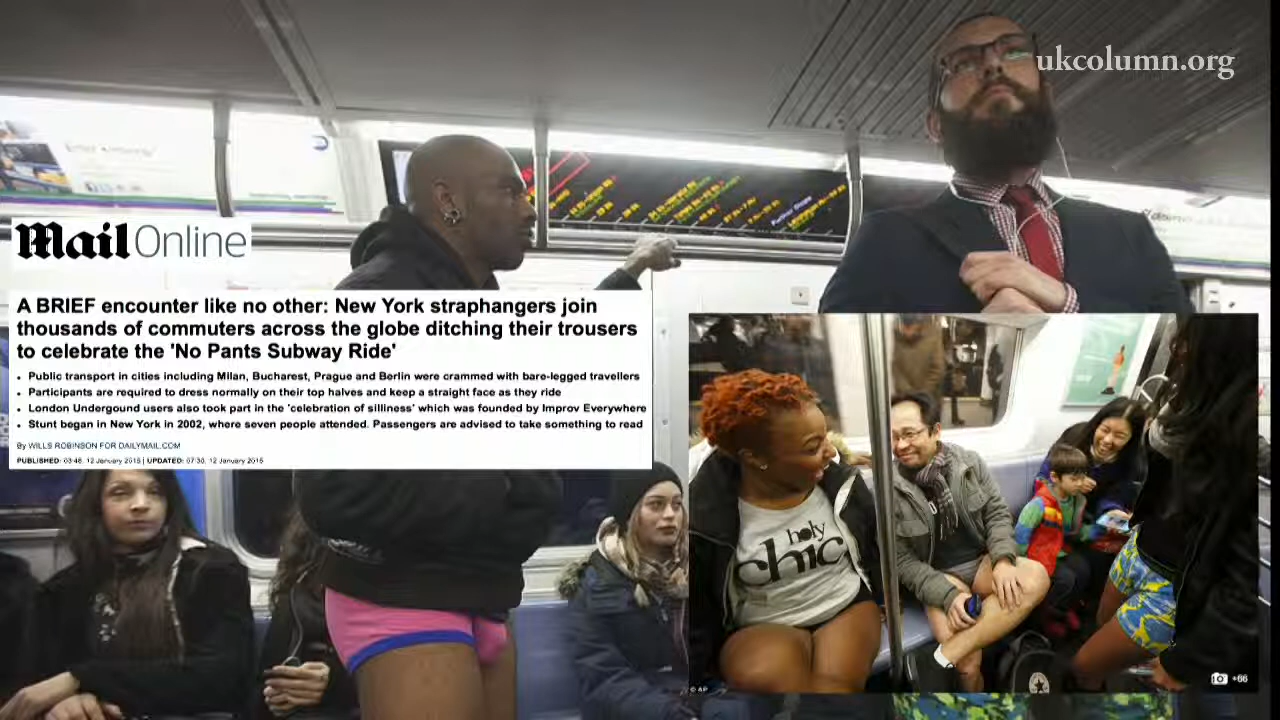 ukcolumn.org
Mail Online
A BRIEF encounter like no other: New York straphangers join
thousands of commuters across the globe ditching their trousers
to celebrate the 'No Pants Subway Ride'
• Public transport in cities including Milan, Bucharest, Prague and Berlin were crammed with bare-legged travellers
• Participants are required to dress normally on their top halves and keep a straight face as they ride
• London Undergound users also took part in the 'celebration of silliness' which was founded by Improv Everywhere
• Stunt began in New York in 2002, where seven people attended. Passengers are advised to take something to read
By WILLS ROBINSON FOR DAILYMAIL.COM
PUBLISHED: 03:48, 12 January 2015 | UPDATED: 07:30, 12 January 2015
holy
chic
© AP
+66